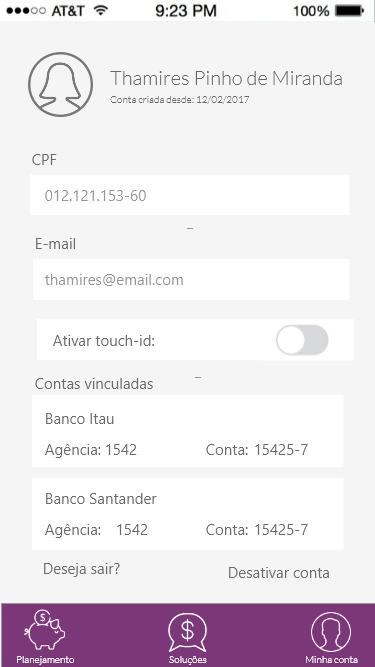 AT&T 9:23 PM 100%
Thamires Pinho de Miranda
Conta criada desde: 12/02/2017
CPF
012.121.153-60
E-mail
thamires@email.com
Ativar touch-id:
Contas vinculadas
Banco Itau
Agência: 1542 Conta: 15425-7
Banco Santander
Agência: 1542 Conta: 15425-7
Deseja sair? Desativar conta
Planejamento Soluções Minha conta